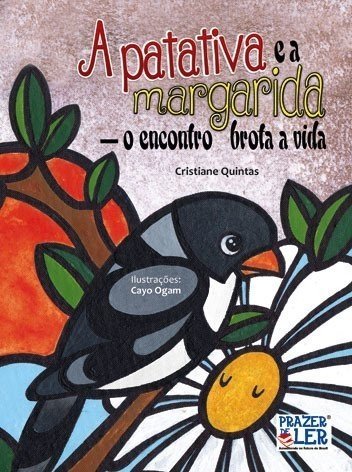 A patativa e a
margarida
– o encontro brota a vida
Cristiane Quintas
Ilustrações:
Cayo Ogam
PRAZER
DE LER